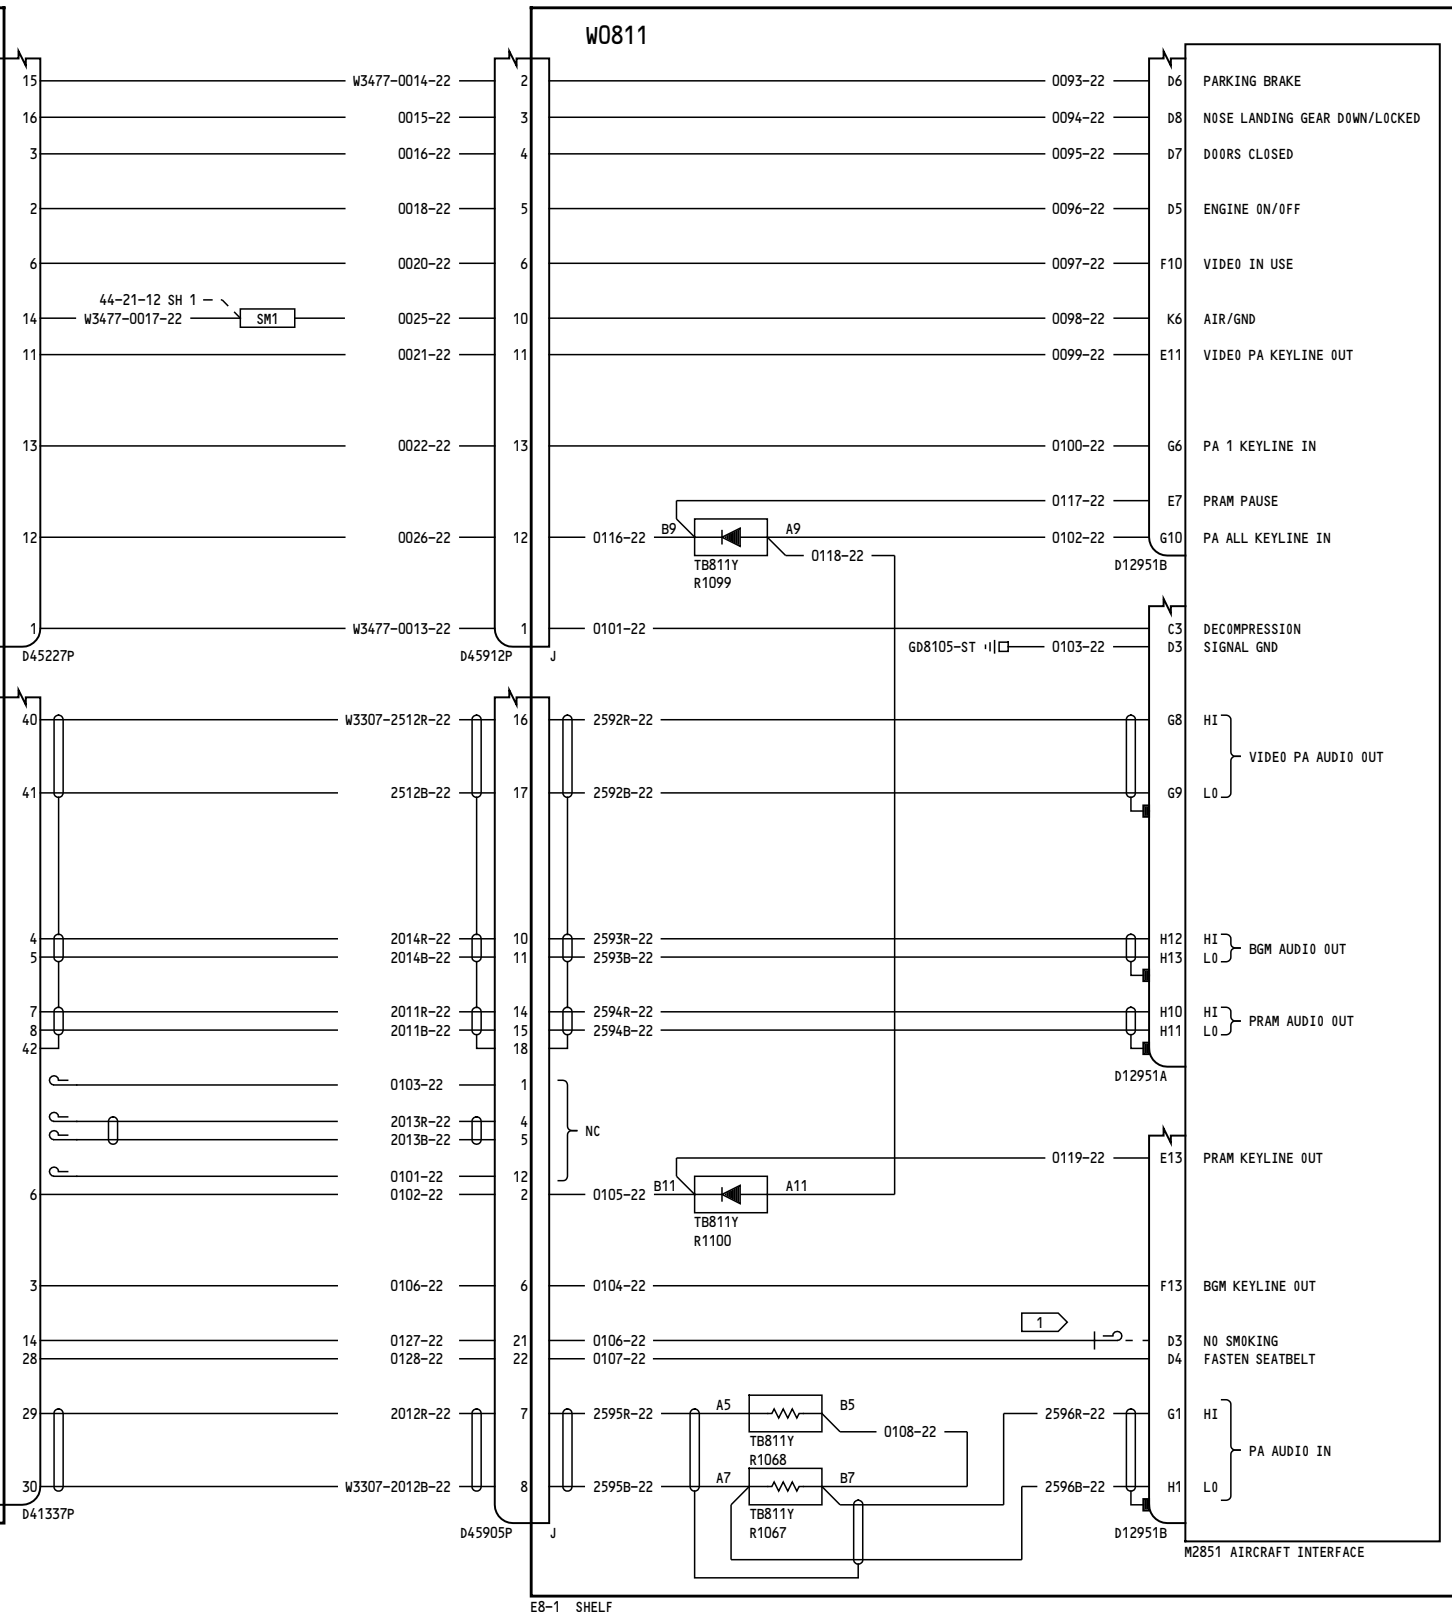 W0811
15 W3477-0014-22 2 0093-22 D6 PARKING BRAKE
16 0015-22 3 0094-22 D8 NOSE LANDING GEAR DOWN/LOCKED
3 0016-22 4 0095-22 D7 DOORS CLOSED
2 0018-22 5 0096-22 D5 ENGINE ON/OFF
6 0020-22 6 0097-22 F10 VIDEO IN USE
44-21-12 SH 1
14 W3477-0017-22 SM1 0025-22 10 0098-22 K6 AIR/GND
11 0021-22 11 0099-22 E11 VIDEO PA KEYLINE OUT
13 0022-22 13 0100-22 G6 PA 1 KEYLINE IN
0117-22 E7 PRAM PAUSE
B9 A9
12 0026-22 12 0116-22 0102-22 G10 PA ALL KEYLINE IN
0118-22
TB811Y D12951B
R1099
1 W3477-0013-22 1 0101-22 C3 DECOMPRESSION
GD8105-ST 0103-22 D3 SIGNAL GND
D45227P D45912P J
40 W3307-2512R-22 16 2592R-22 G8 HI
VIDEO PA AUDIO OUT
41 2512B-22 17 2592B-22 G9 LO
4 2014R-22 10 2593R-22 H12 HI
BGM AUDIO OUT
5 2014B-22 11 2593B-22 H13 LO
7 2011R-22 14 2594R-22 H10 HI
PRAM AUDIO OUT
8 2011B-22 15 2594B-22 H11 LO
42 18
D12951A
0103-22 1
2013R-22 4
NC
2013B-22 5
0119-22 E13 PRAM KEYLINE OUT
0101-22 12
B11 A11
6 0102-22 2 0105-22
TB811Y
R1100
3 0106-22 6 0104-22 F13 BGM KEYLINE OUT
1
14 0127-22 21 0106-22 D3 NO SMOKING
28 0128-22 22 0107-22 D4 FASTEN SEATBELT
A5 B5
29 2012R-22 7 2595R-22 2596R-22 G1 HI
0108-22
TB811Y
PA AUDIO IN
R1068
A7 B7
30 W3307-2012B-22 8 2595B-22 2596B-22 H1 LO
D41337P TB811Y
D45905P J R1067 D12951B
M2851 AIRCRAFT INTERFACE
E8-1 SHELF